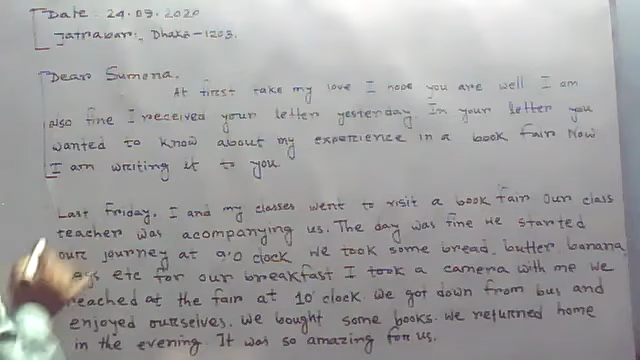 Date: 24.09.2020
Jatrabari, Dhaka-1203.
Dear Sumena.
At first take my love I hope you are well I am
also fine I received your letter yesterday. In your letter you
wanted to know about my experience in a book fair Now
I am writing it to you.
Last Friday, I and my classes went to visit a book fair our class
teacher was acompanying us. The day was fine We started
our journey at 9'0 clock. We took some bread, butter, banana
etc for our breakfast I took a camera with me we
reached at the fair at 10' clock. We got down from bus and
enjoyed ourselves. We bought some books. We returned home
in the evening. It was so amazing for us.